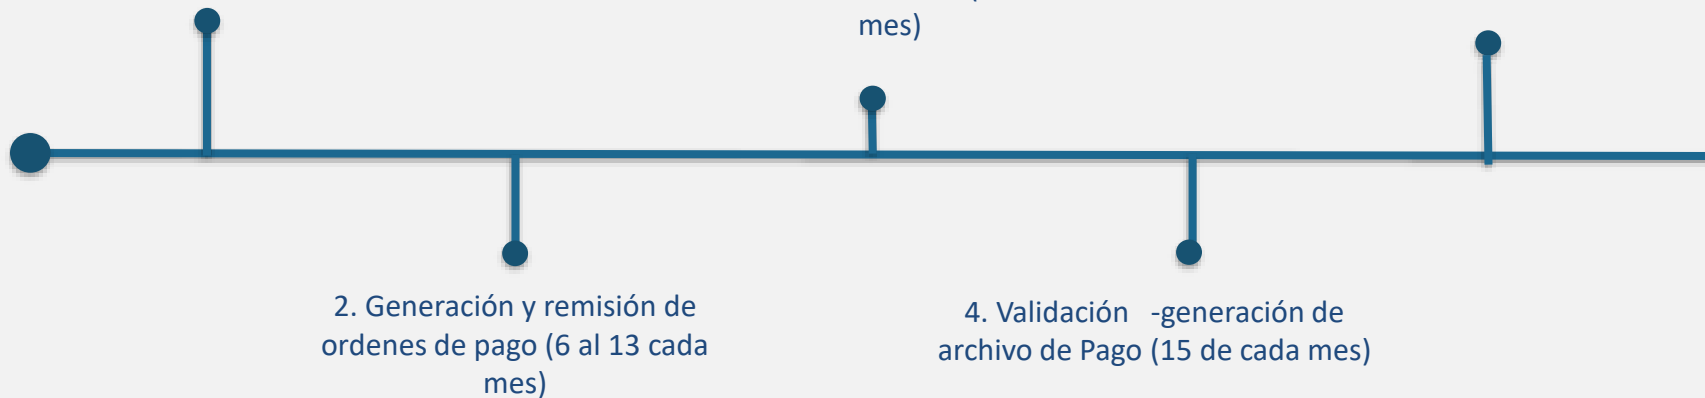 mes)
2. Generación y remisión de
ordenes de pago (6 al 13 cada
mes)
4. Validación -generación de
archivo de Pago (15 de cada mes)